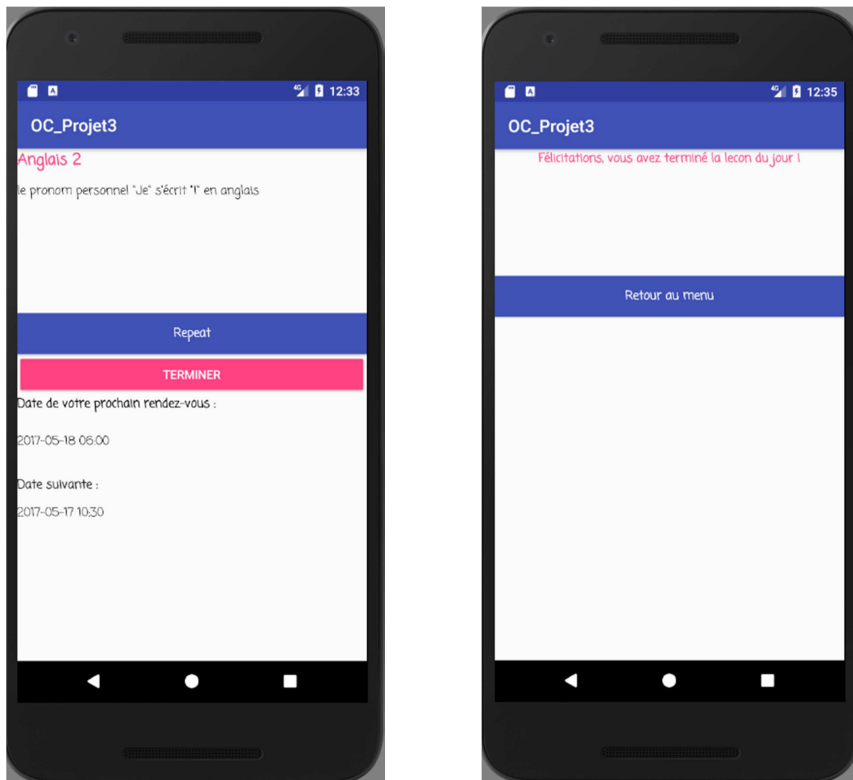 12:33
OC_Projet3
Anglais 2
le pronom personnel "Je" s'écrit "I" en anglais
Repeat
TERMINER
Date de votre prochain rendez-vous :
2017-05-18 06:00
Date suivante :
2017-05-17 10:30
12:35
OC_Projet3
Félicitations, vous avez terminé la lecon du jour !
Retour au menu